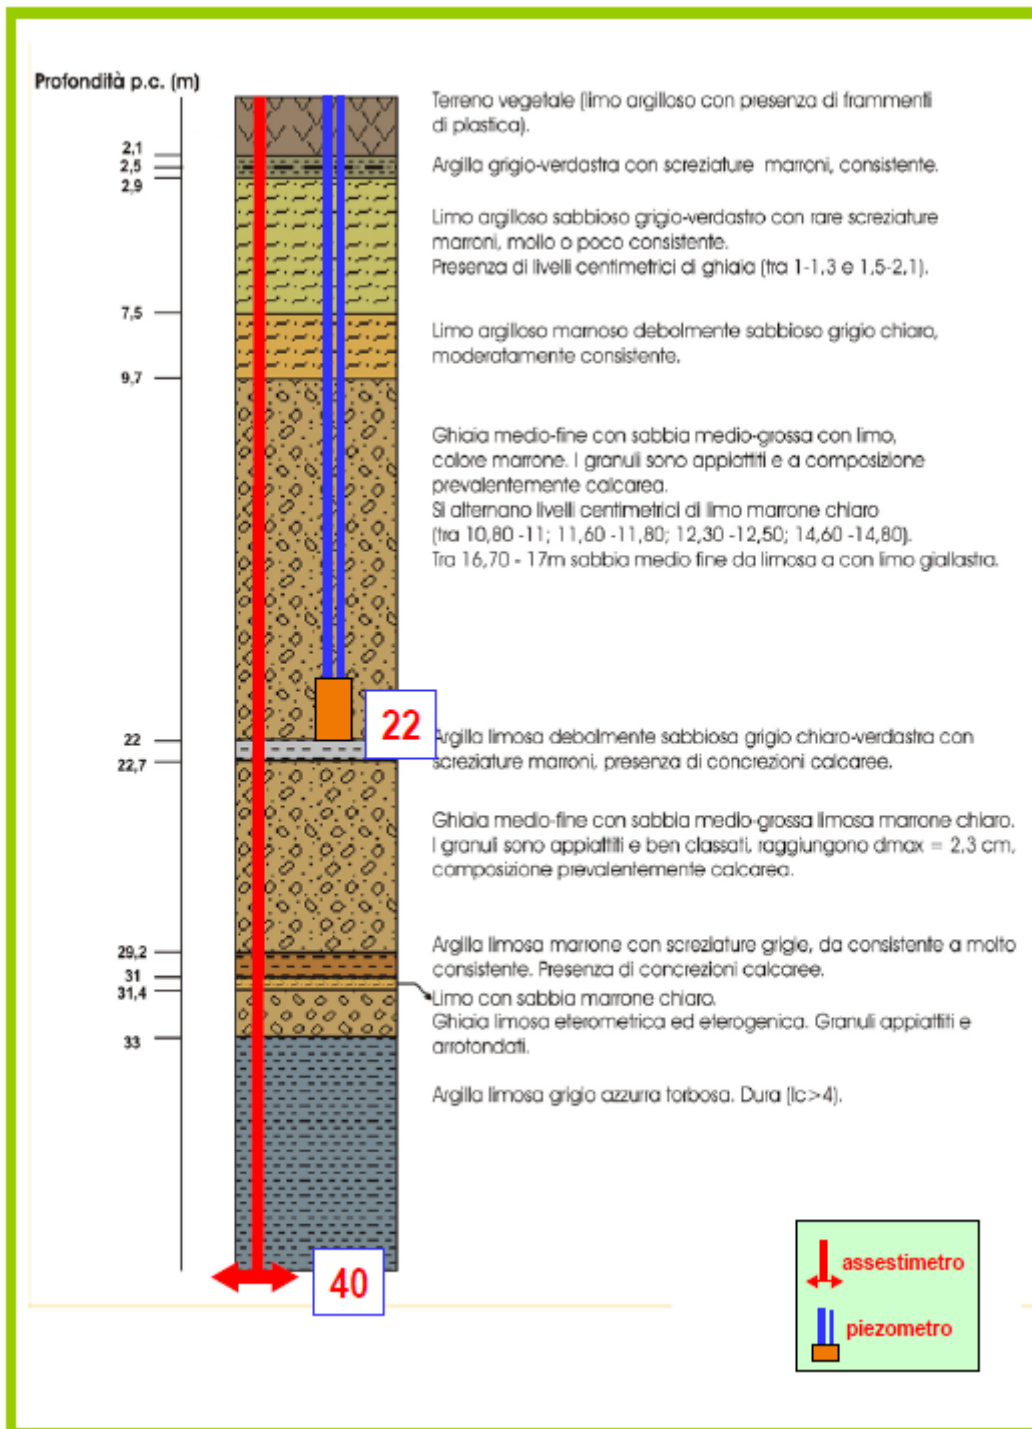 Profondità p.c. (m)
Terreno vegetale (limo argilloso con presenza di frammenti
di plastica).
2,1
2,5
2,9
Argilla grigio-verdastra con screziature marroni, consistente.
Limo argilloso sabbioso grigio-verdastro con rare screziature
marroni, mollo o poco consistente.
Presenza di livelli centimetrici di ghiaia (tra 1-1,3 e 1,5-2,1).
7,5
Limo argilloso marnoso debolmente sabbioso grigio chiaro,
moderatamente consistente.
9,7
Ghiaia medio-fine con sabbia medio-grossa con limo,
colore marrone. I granuli sono appiattiti e a composizione
prevalentemente calcarea.
Si alternano livelli centimetrici di limo marrone chiaro
(tra 10,80 -11; 11,60 -11,80; 12,30 -12,50; 14,60 -14,80).
Tra 16,70 - 17m sabbia medio fine da limosa a con limo giallastra.
22
22
22,7
Argilla limosa debolmente sabbiosa grigio chiaro-verdastra con
screziature marroni, presenza di concrezioni calcaree.
Ghiaia medio-fine con sabbia medio-grossa limosa marrone chiaro.
I granuli sono appiattiti e ben classati, raggiungono dmax = 2,3 cm,
composizione prevalentemente calcarea.
29,2
31
31,4
33
Argilla limosa marrone con screziature grigie, da consistente a molto
consistente. Presenza di concrezioni calcaree.
Limo con sabbia marrone chiaro.
Ghiaia limosa eterometrica ed eterogenica. Granuli appiattiti e
arrotondati.
Argilla limosa grigio azzurra torbosa. Dura (Ic>4).
40
assestimetro
piezometro